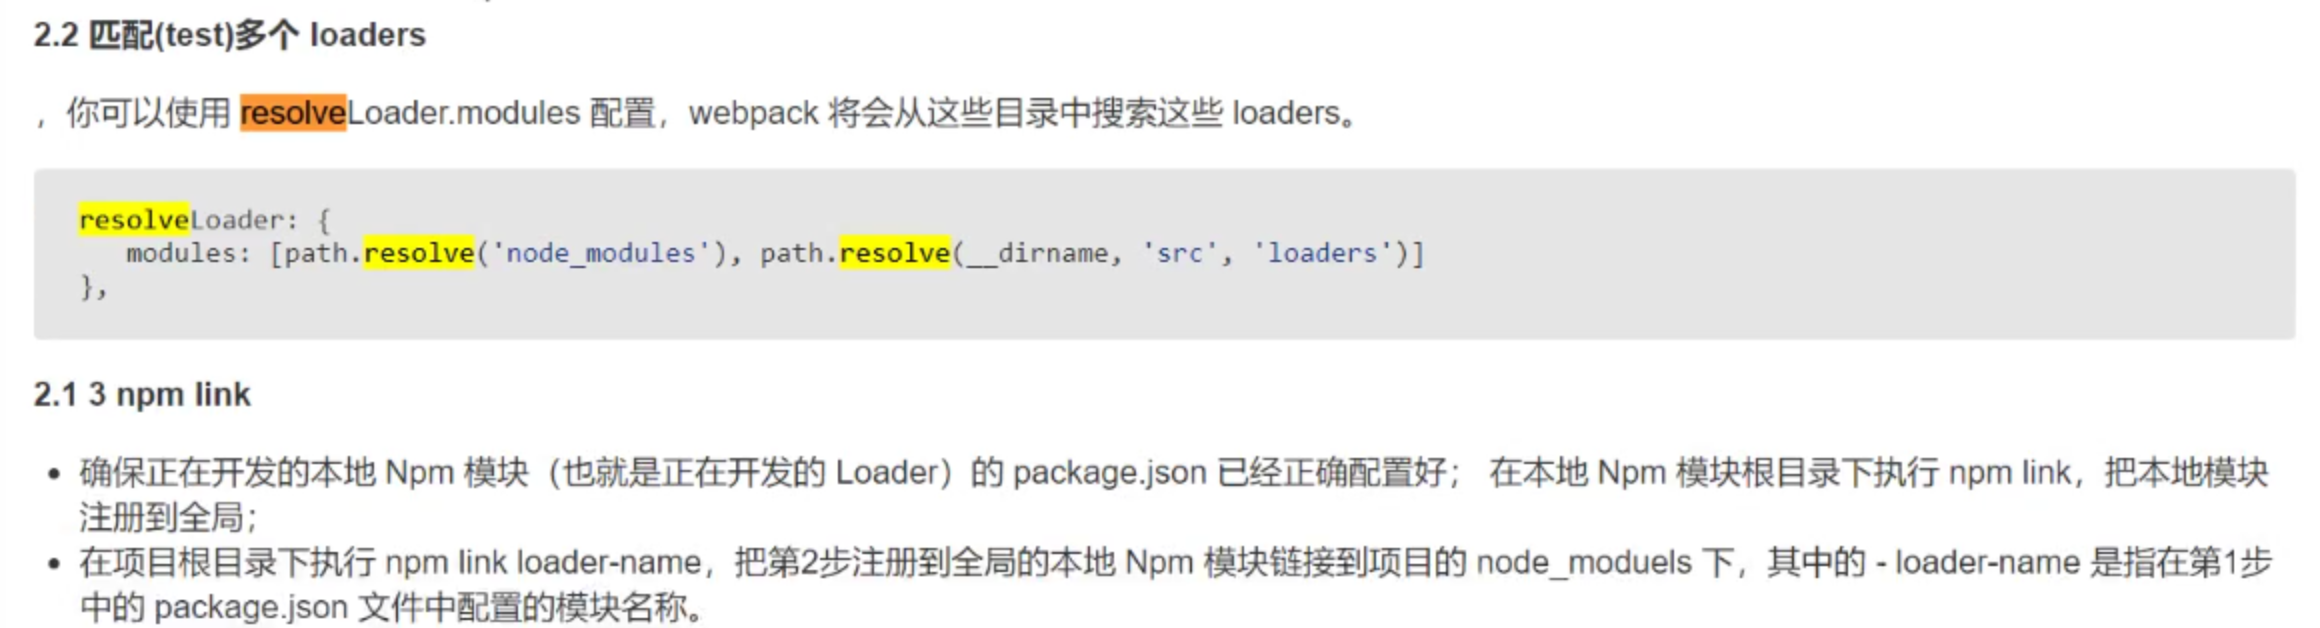 2.2 匹配(test)多个 loaders
，你可以使用 resolveLoader.modules 配置，webpack 将会从这些目录中搜索这些 loaders。
resolveLoader: {
   modules: [path.resolve('node_modules'), path.resolve(__dirname, 'src', 'loaders')]
},
2.1 3 npm link
• 确保正在开发的本地 Npm 模块（也就是正在开发的 Loader）的 package.json 已经正确配置好； 在本地 Npm 模块根目录下执行 npm link，把本地模块
注册到全局；
• 在项目根目录下执行 npm link loader-name，把第2步注册到全局的本地 Npm 模块链接到项目的 node_moduels 下，其中的 - loader-name 是指在第1步
中的 package.json 文件中配置的模块名称。